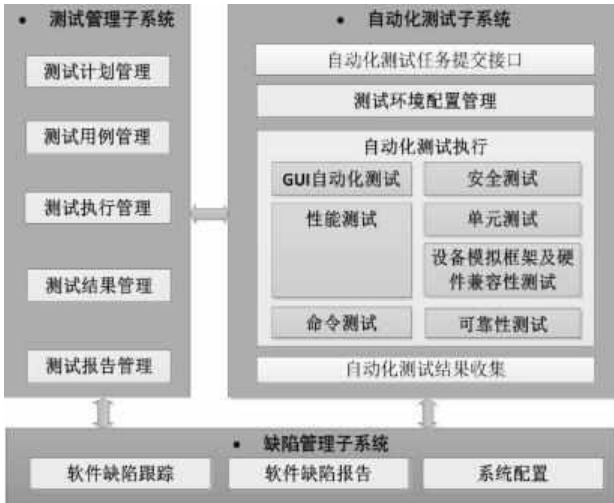 • 测试管理子系统
测试计划管理
测试用例管理
测试执行管理
测试结果管理
测试报告管理
• 自动化测试子系统
自动化测试任务提交接口
测试环境配置管理
自动化测试执行
GUI自动化测试
安全测试
性能测试
单元测试
设备模拟框架及硬
件兼容性测试
命令测试
可靠性测试
自动化测试结果收集
• 缺陷管理子系统
软件缺陷跟踪
软件缺陷报告
系统配置